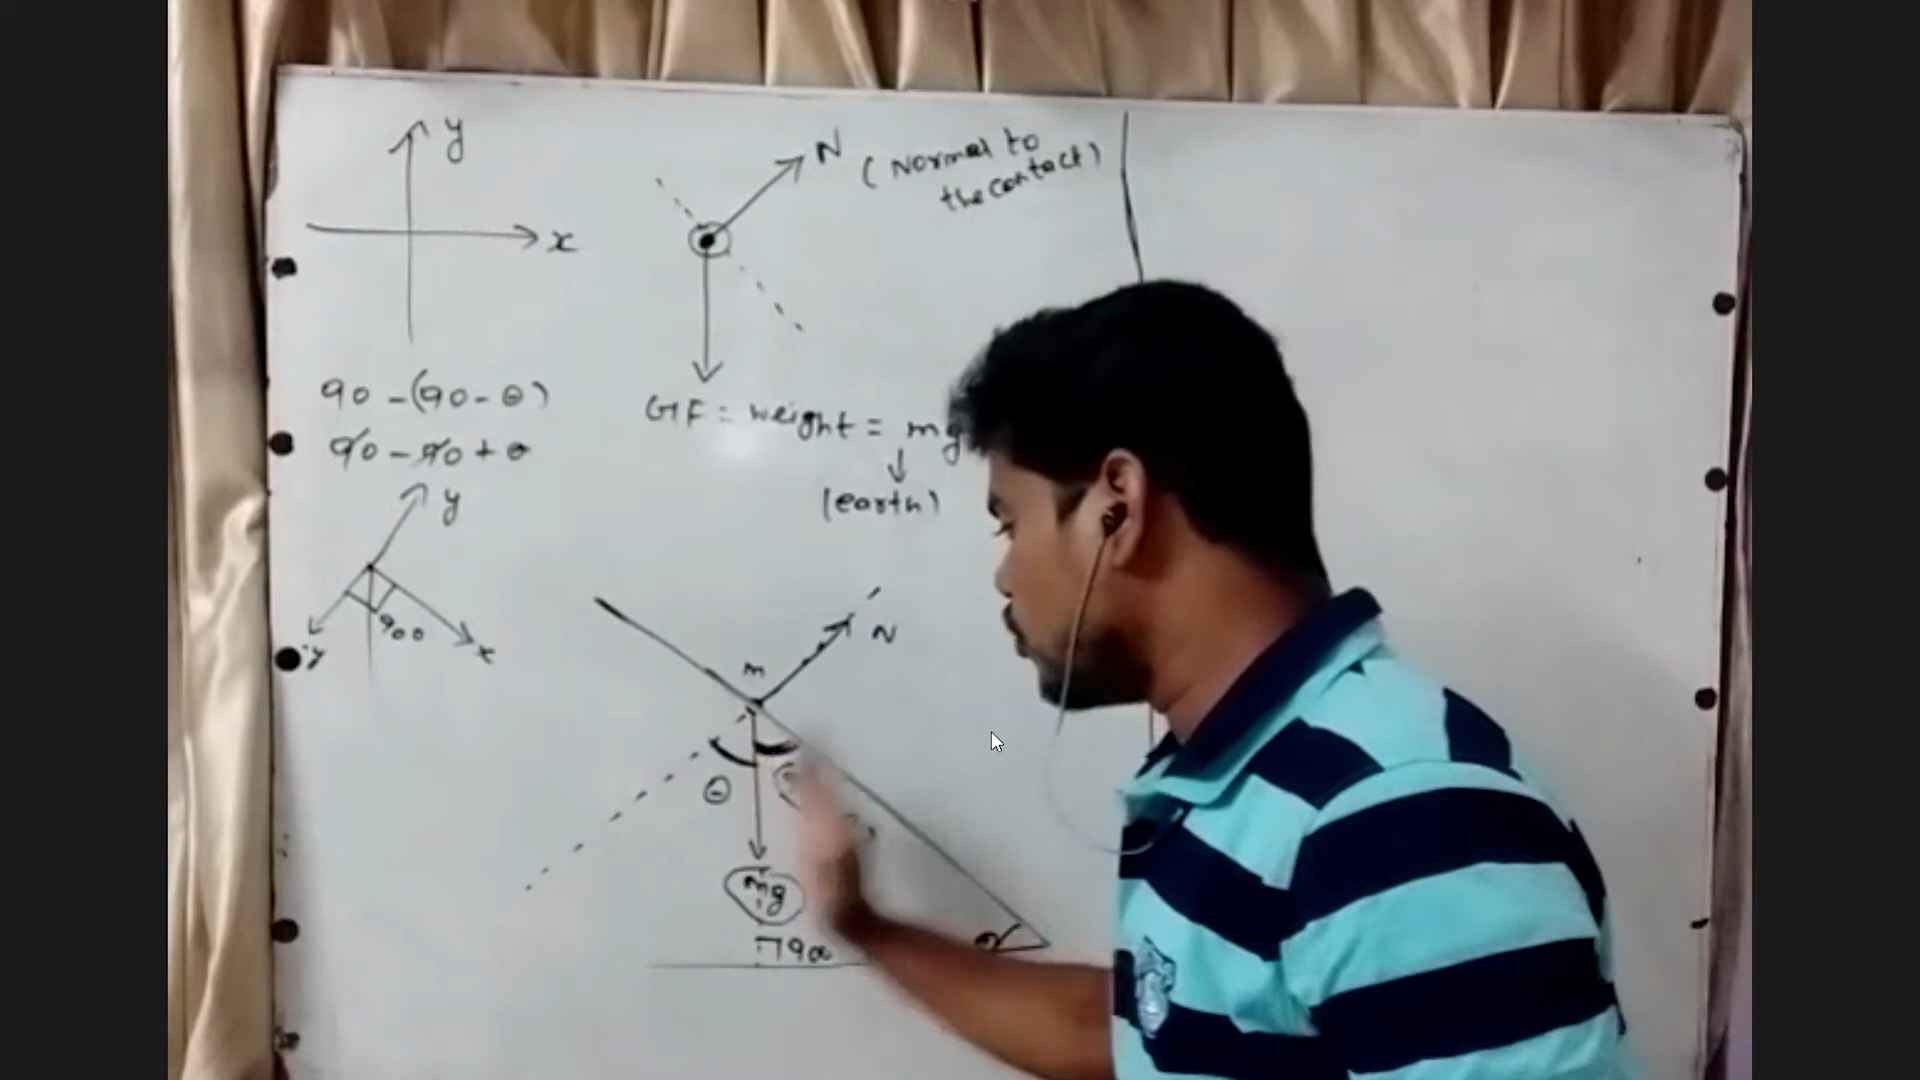 y
x
N
(Normal to
the contact)
90 - (90 - θ)
90 - 90 + θ
GF = weight = mg
(earth)
y
x
-y
90°
m
N
θ
mg
90°
θ